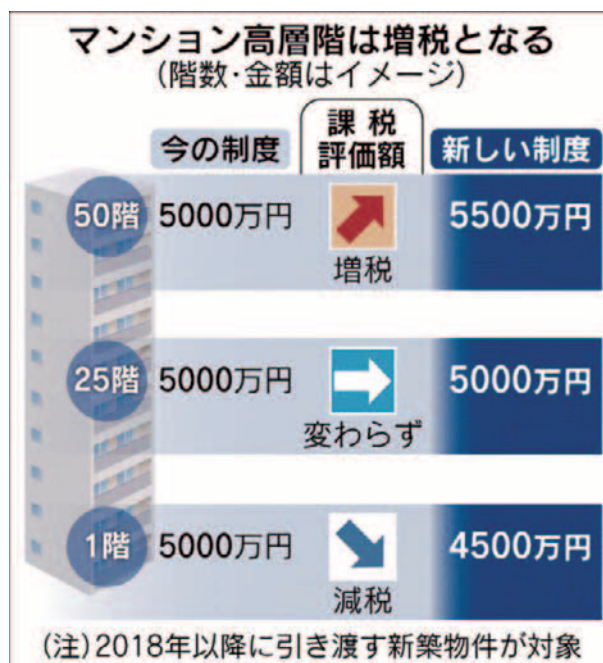 マンション高層階は増税となる
(階数・金額はイメージ)
今の制度 課税評価額 新しい制度
50階 5000万円 増税 5500万円
25階 5000万円 変わらず 5000万円
1階 5000万円 減税 4500万円
(注)2018年以降に引き渡す新築物件が対象